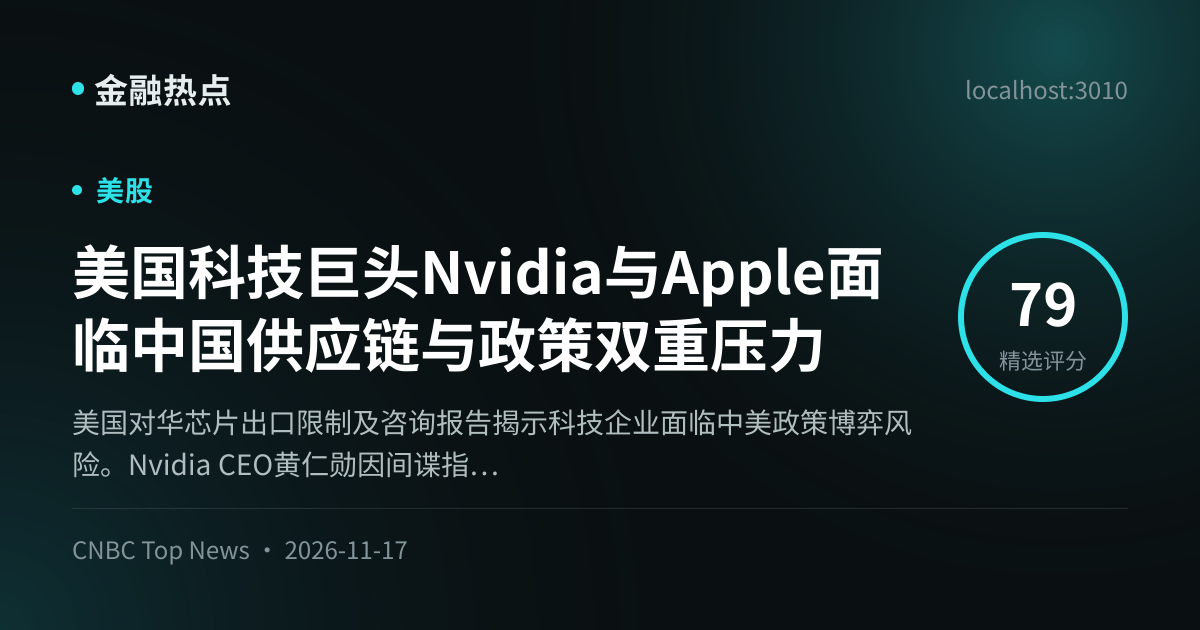 金融热点
localhost:3010
美股
美国科技巨头Nvidia与Apple面
临中国供应链与政策双重压力
79
精选评分
美国对华芯片出口限制及咨询报告揭示科技企业面临中美政策博弈风
险。Nvidia CEO黄仁勋因间谍指…
CNBC Top News • 2026-11-17